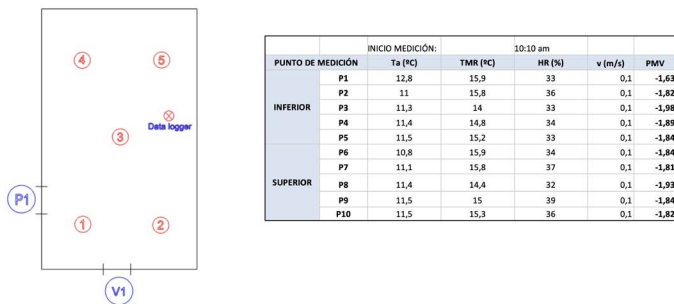 4
5
Data logger
3
P1
1
2
V1
INICIO MEDICIÓN: 10:10 am
PUNTO DE MEDICIÓN Ta (ºC) TMR (ºC) HR (%) v (m/s) PMV
INFERIOR
P1 12,8 15,9 33 0,1 -1,63
P2 11 15,8 36 0,1 -1,82
P3 11,3 14 33 0,1 -1,98
P4 11,4 14,8 34 0,1 -1,89
P5 11,5 15,2 33 0,1 -1,84
SUPERIOR
P6 10,8 15,9 34 0,1 -1,84
P7 11,1 15,8 37 0,1 -1,81
P8 11,4 14,4 32 0,1 -1,93
P9 11,5 15 39 0,1 -1,84
P10 11,5 15,3 36 0,1 -1,82